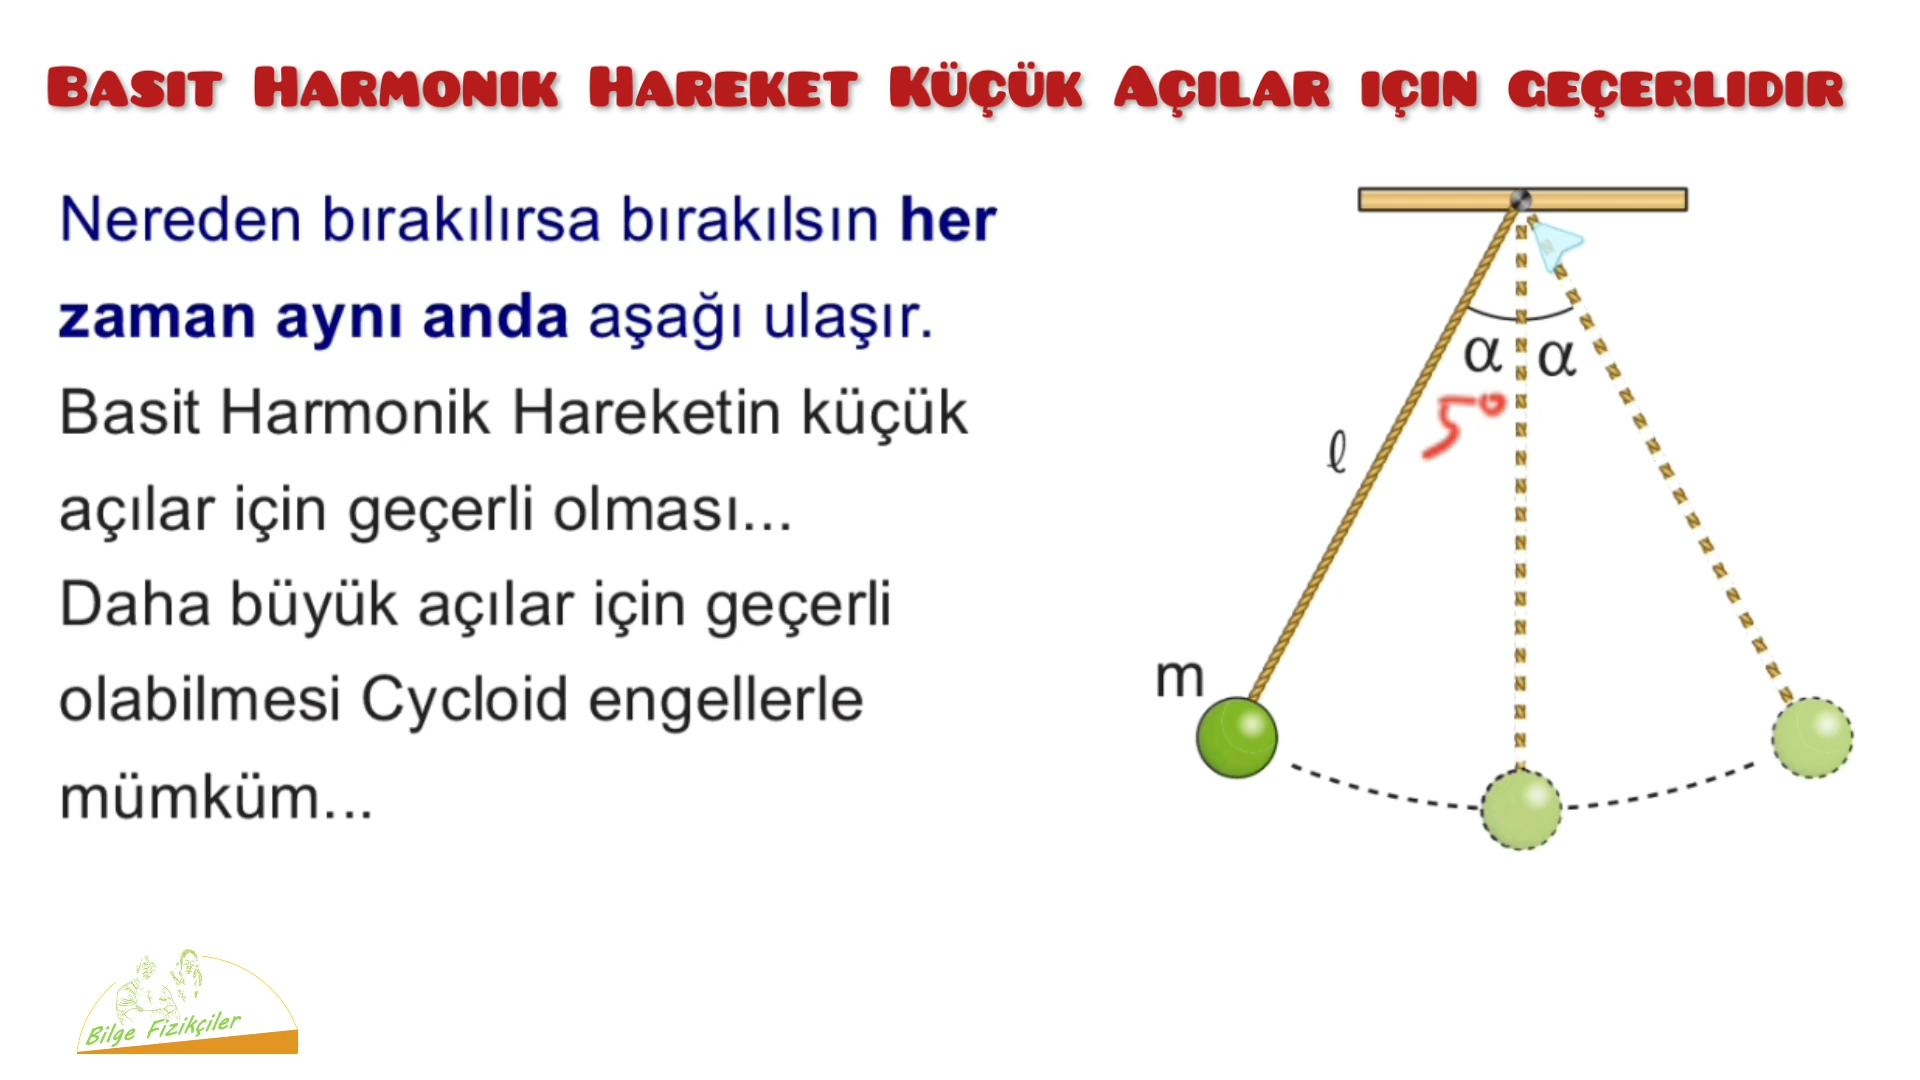 BASIT HARMONIK HAREKET KÜÇÜK AÇILAR IÇIN GEÇERLIDIR
Nereden bırakılırsa bırakılsın her
zaman aynı anda aşağı ulaşır.
Basit Harmonik Hareketin küçük
açılar için geçerli olması...
Daha büyük açılar için geçerli
olabilmesi Cycloid engellerle
mümküm...
α α
5°
ℓ
m
Bilge Fizikçiler